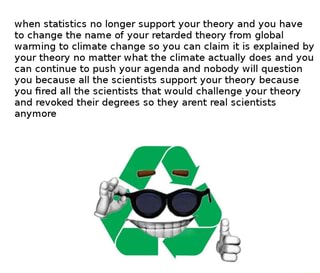 when statistics no longer support your theory and you have
to change the name of your retarded theory from global
warming to climate change so you can claim it is explained by
your theory no matter what the climate actually does and you
can continue to push your agenda and nobody will question
you because all the scientists support your theory because
you fired all the scientists that would challenge your theory
and revoked their degrees so they arent real scientists
anymore